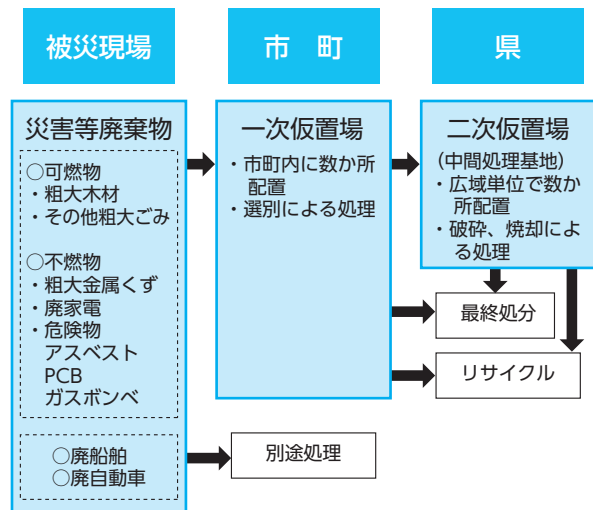 被災現場
市　町
県
災害等廃棄物
○可燃物
・粗大木材
・その他粗大ごみ
○不燃物
・粗大金属くず
・廃家電
・危険物
アスベスト
PCB
ガスボンベ
○廃船舶
○廃自動車
一次仮置場
・市町内に数か所
配置
・選別による処理
二次仮置場
(中間処理基地)
・広域単位で数か
所配置
・破砕、焼却によ
る処理
最終処分
リサイクル
別途処理